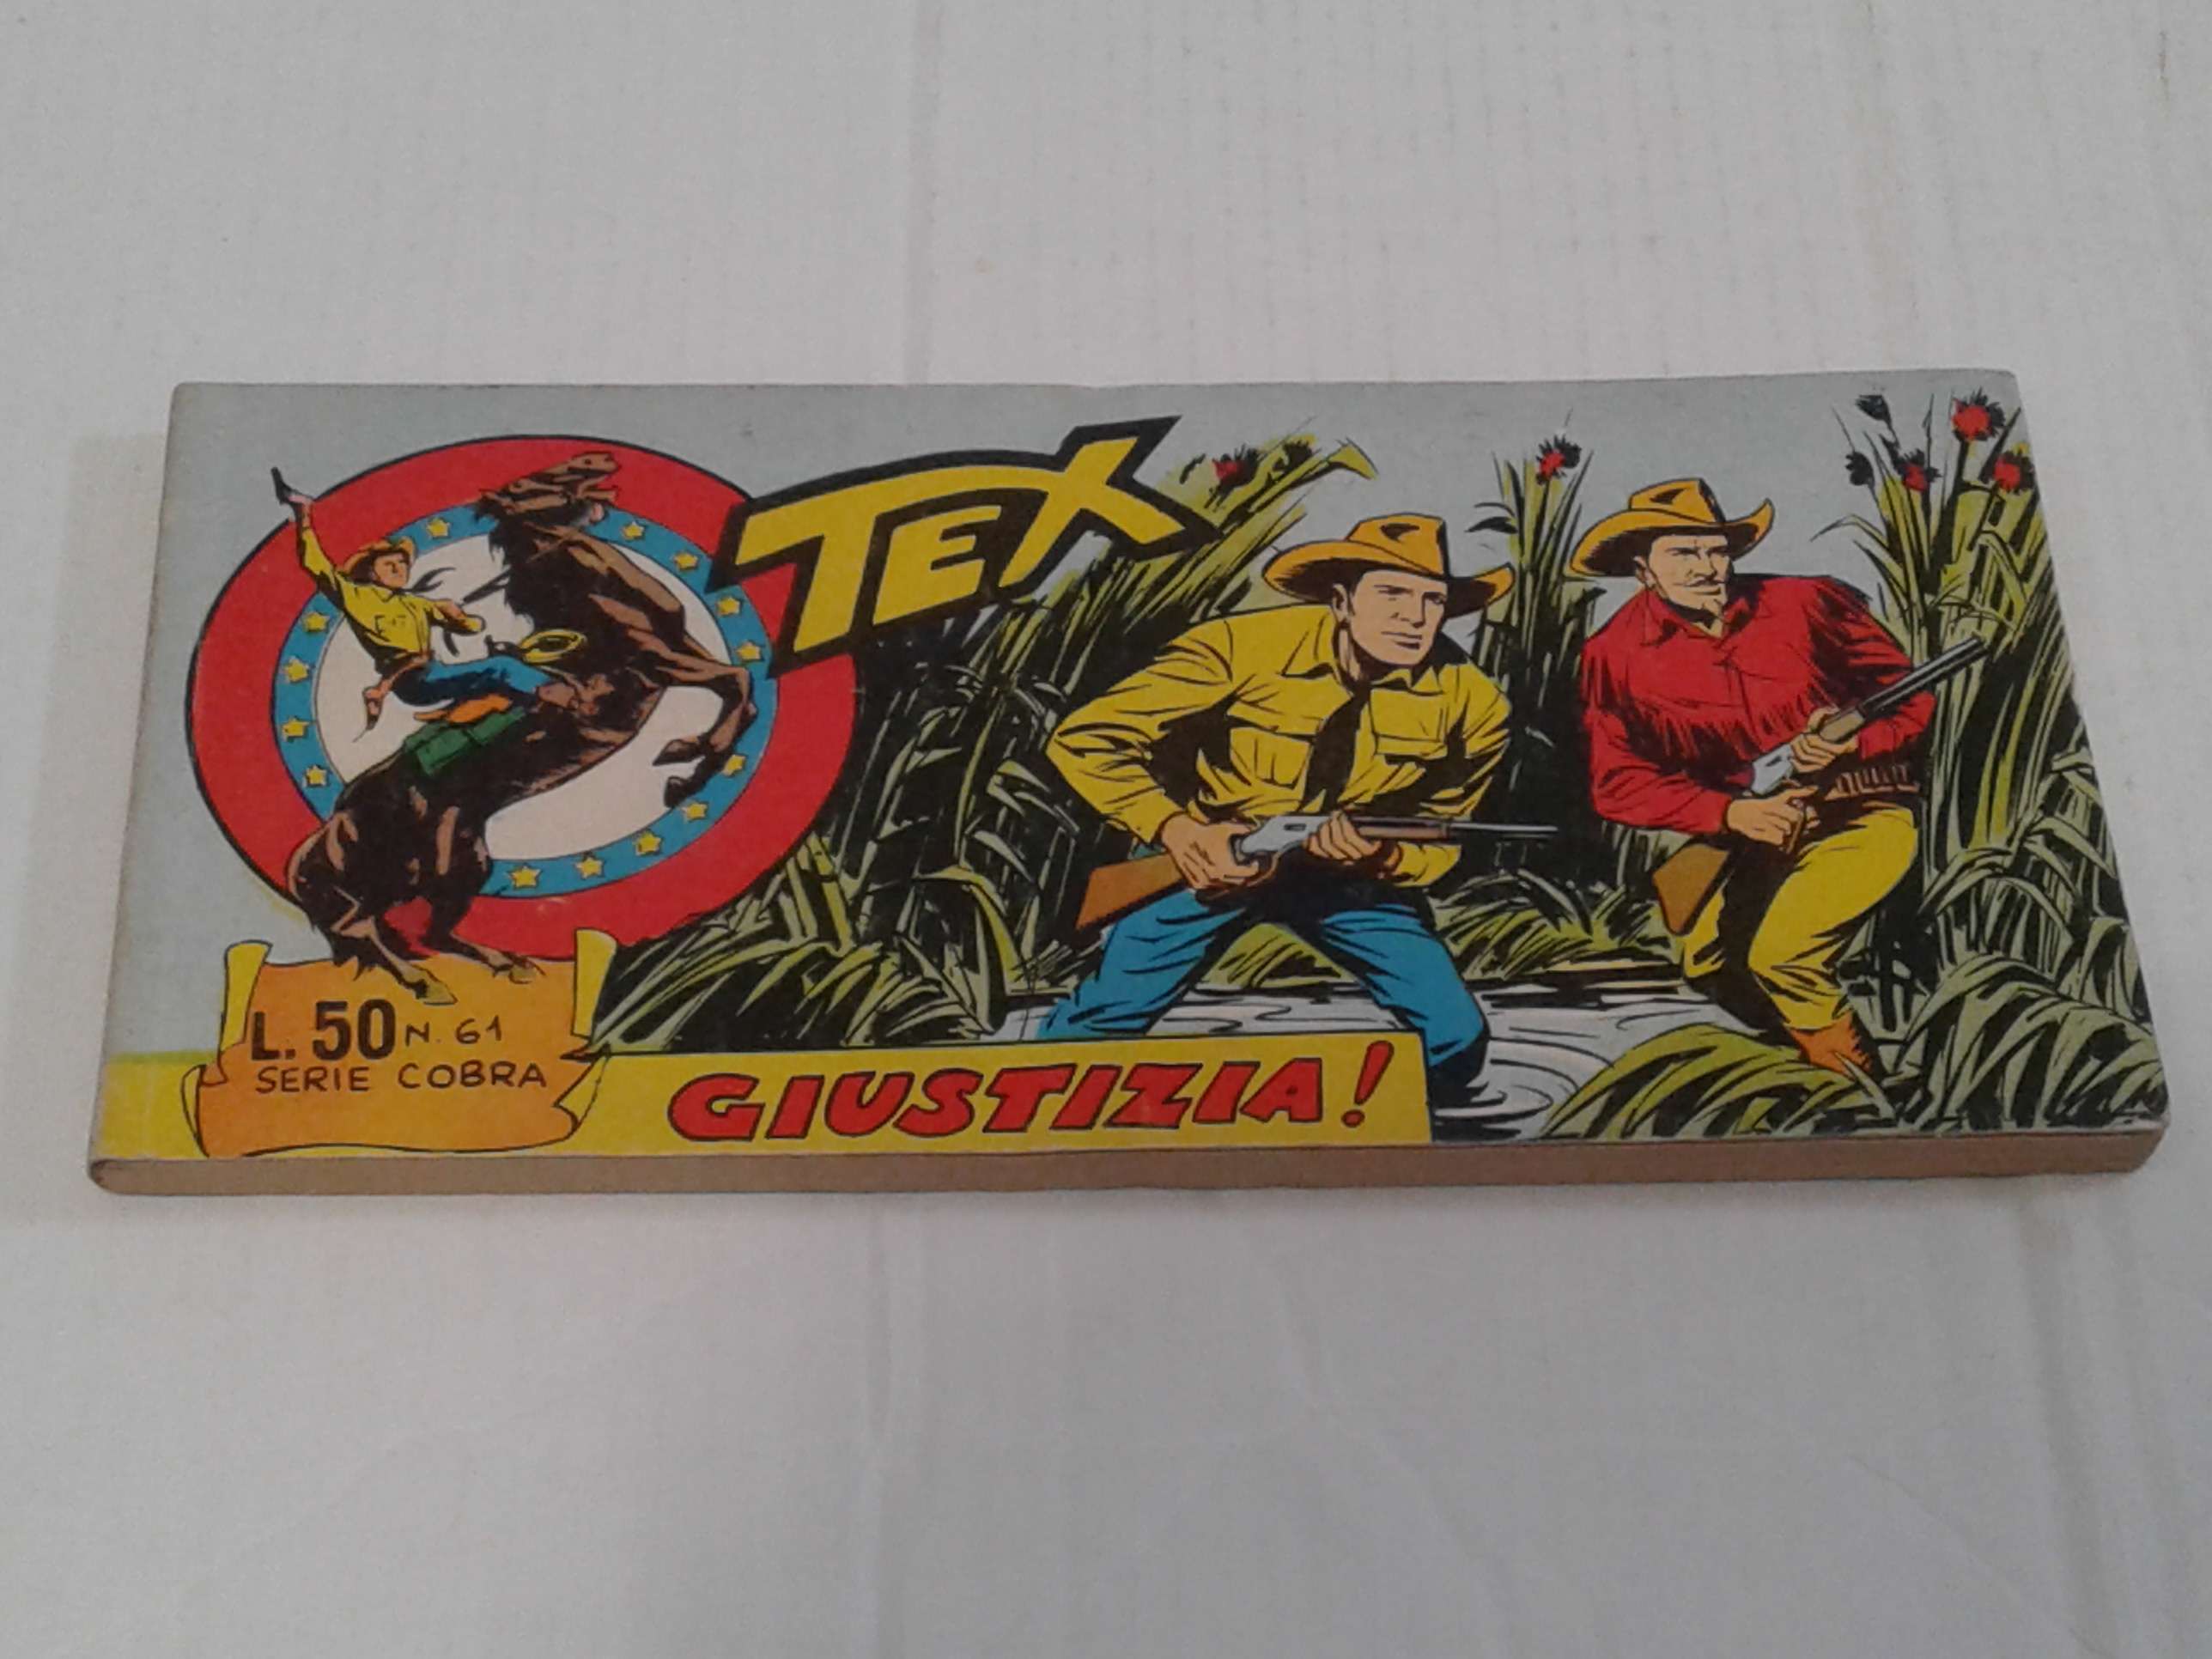 TEX
L. 50 N. 61
SERIE COBRA
GIUSTIZIA!